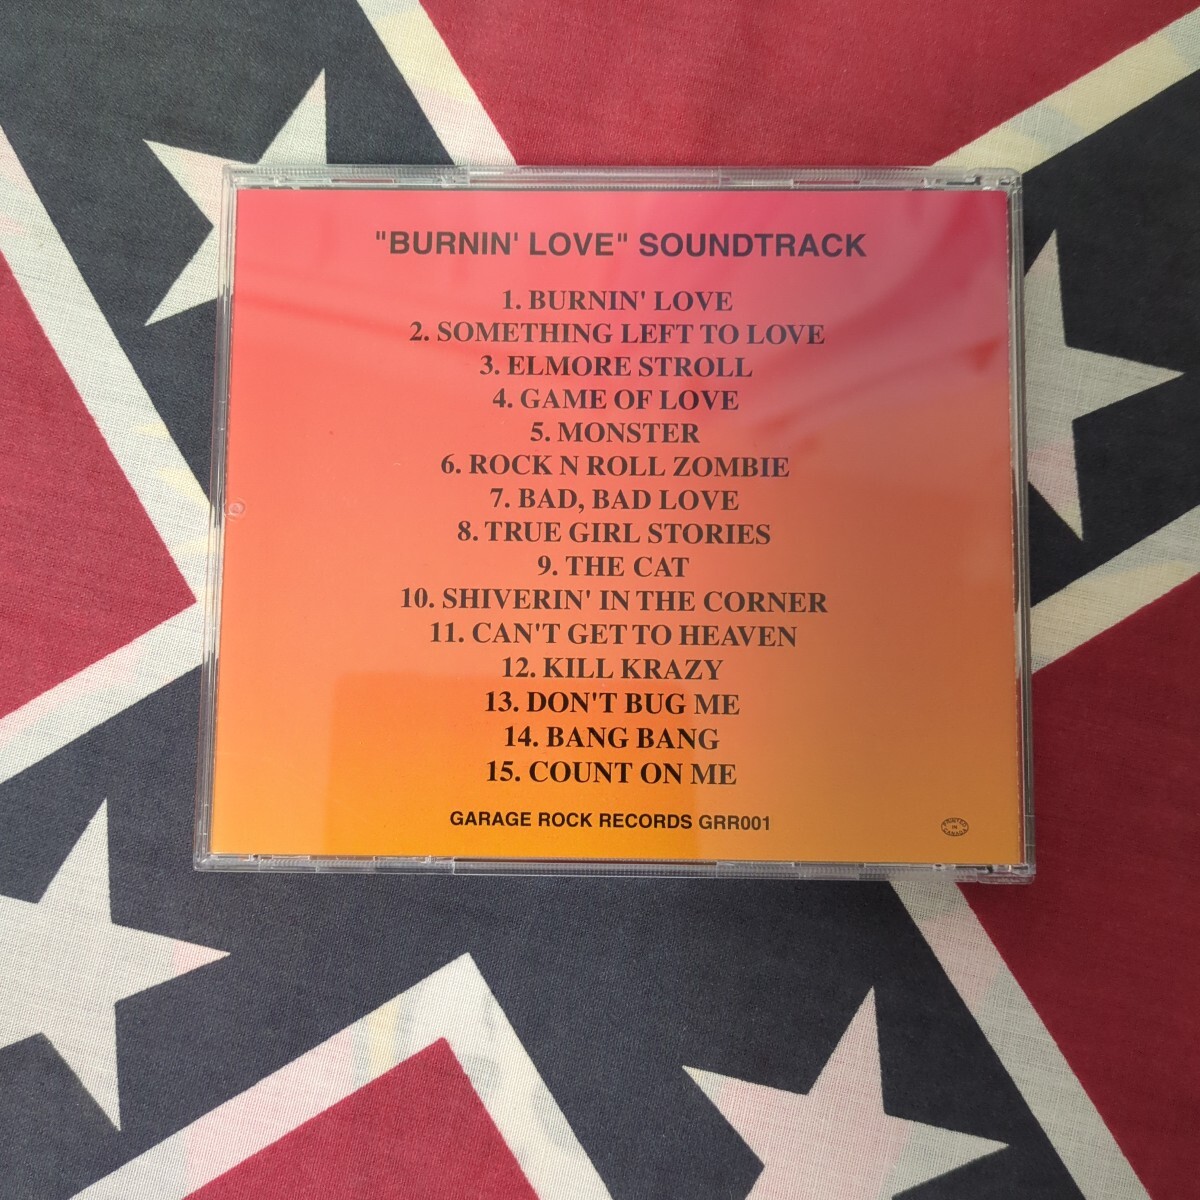 "BURNIN' LOVE" SOUNDTRACK
1. BURNIN' LOVE
2. SOMETHING LEFT TO LOVE
3. ELMORE STROLL
4. GAME OF LOVE
5. MONSTER
6. ROCK N ROLL ZOMBIE
7. BAD, BAD LOVE
8. TRUE GIRL STORIES
9. THE CAT
10. SHIVERIN' IN THE CORNER
11. CAN'T GET TO HEAVEN
12. KILL KRAZY
13. DON'T BUG ME
14. BANG BANG
15. COUNT ON ME
GARAGE ROCK RECORDS GRR001
PRINTED
IN
CANADA